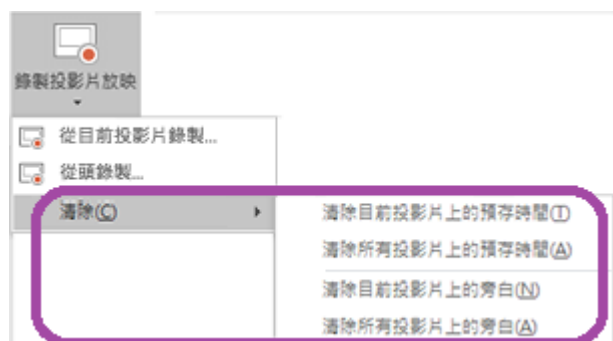 錄製投影片放映
從目前投影片錄製...
從頭錄製...
清除(C)
清除目前投影片上的預存時間(T)
清除所有投影片上的預存時間(A)
清除目前投影片上的旁白(N)
清除所有投影片上的旁白(A)